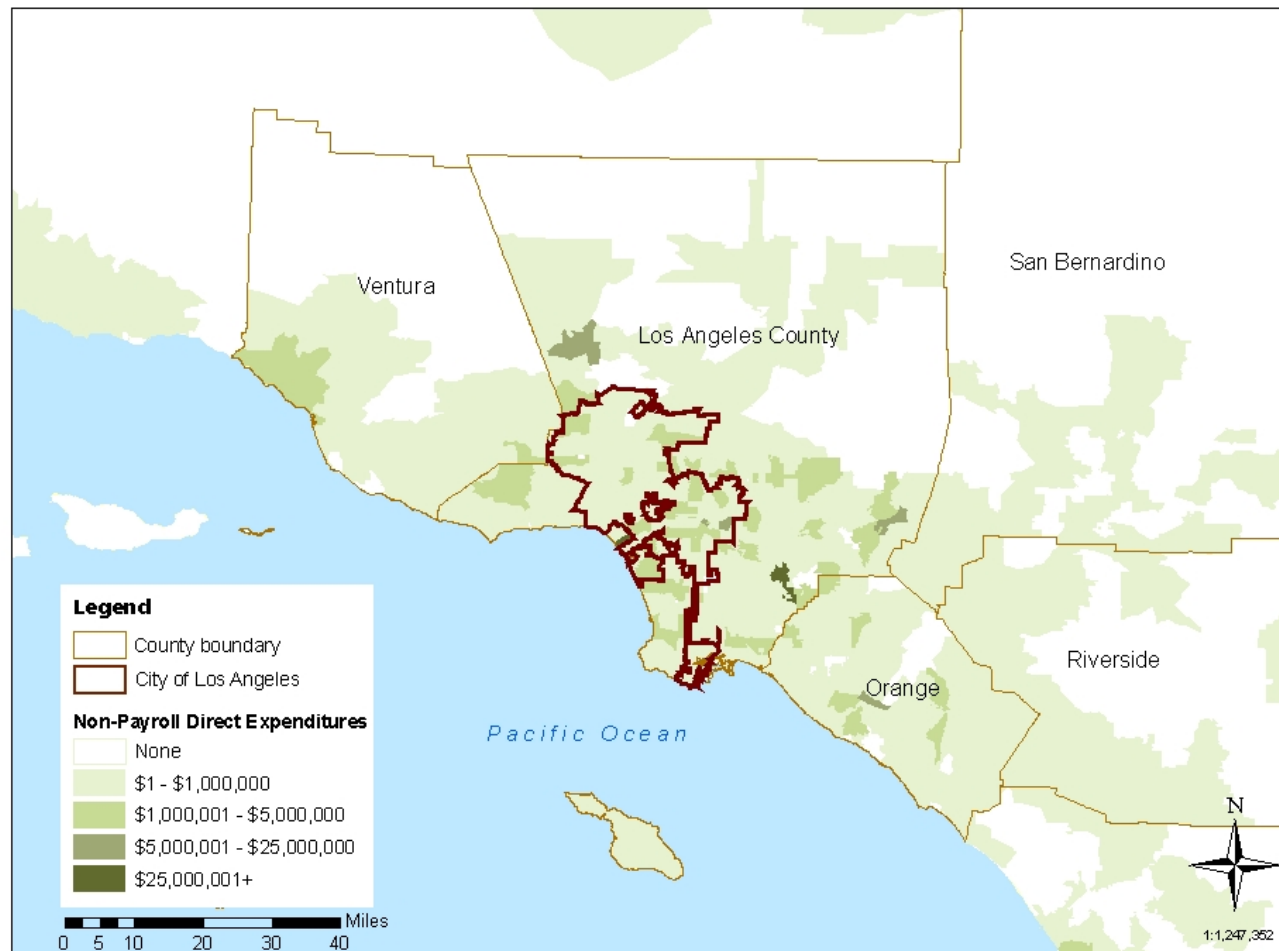 San Bernardino
Ventura
Los Angeles County
Legend
County boundary
City of Los Angeles
Non-Payroll Direct Expenditures
None
$1 - $1,000,000
$1,000,001 - $5,000,000
$5,000,001 - $25,000,000
$25,000,001+
Riverside
Orange
Pacific Ocean
N
Miles
0 5 10 20 30 40
1:1,247,352